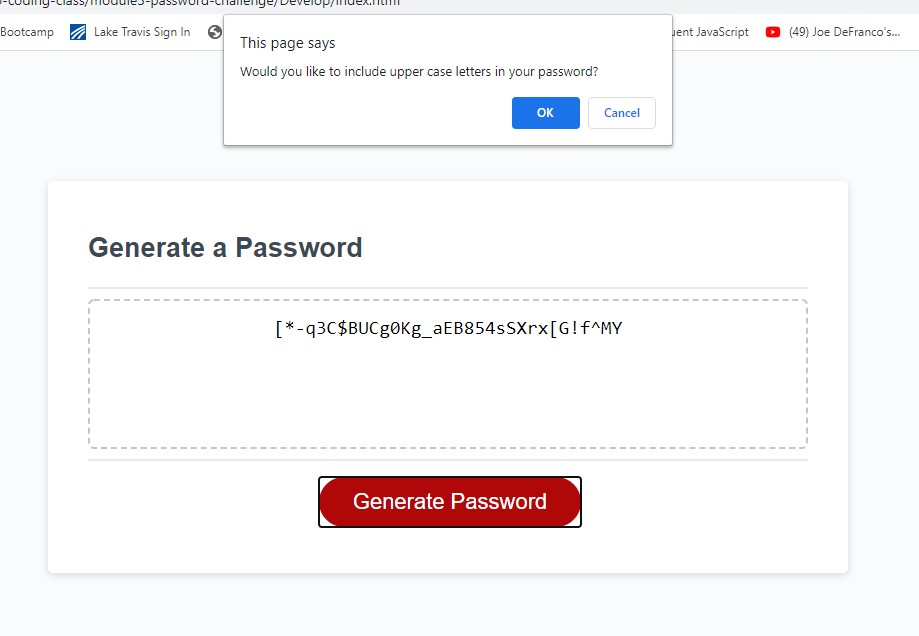 -coding-class/module3-password-challenge/Develop/index.html
Bootcamp Lake Travis Sign In uent JavaScript (49) Joe DeFranco's...
This page says
Would you like to include upper case letters in your password?
OK Cancel
Generate a Password
[*-q3C$BUCg0Kg_aEB854sSXrx[G!f^MY
Generate Password